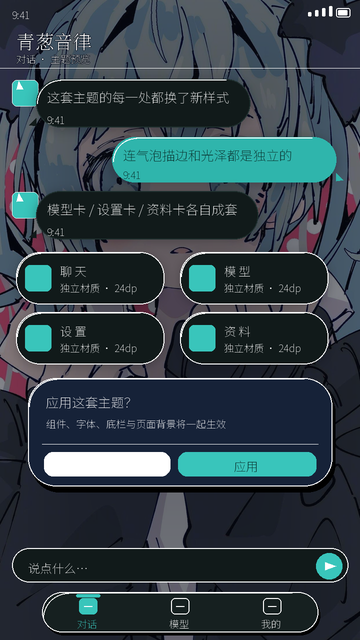 9:41
青葱音律
对话 · 主题预览
这套主题的每一处都换了新样式
9:41
连气泡描边和光泽都是独立的
9:41
模型卡 / 设置卡 / 资料卡各自成套
9:41
聊天
独立材质 · 24dp
模型
独立材质 · 24dp
设置
独立材质 · 24dp
资料
独立材质 · 24dp
应用这套主题？
组件、字体、底栏与页面背景将一起生效
应用
说点什么…
对话
模型
我的